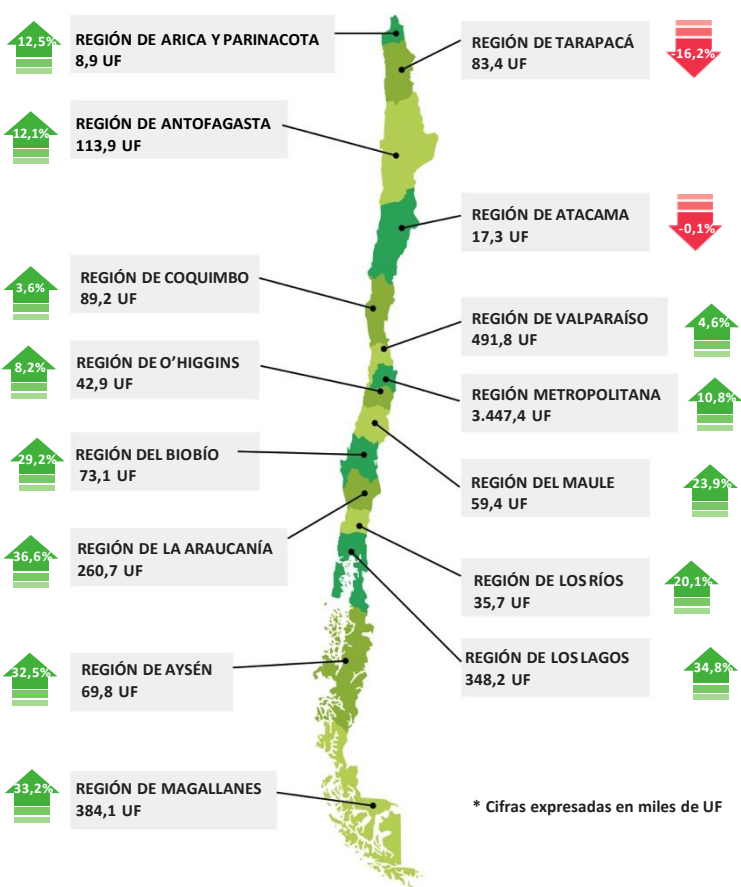 12,5%
REGIÓN DE ARICA Y PARINACOTA
8,9 UF
REGIÓN DE TARAPACÁ
83,4 UF
-16,2%
12,1%
REGIÓN DE ANTOFAGASTA
113,9 UF
REGIÓN DE ATACAMA
17,3 UF
-0,1%
3,6%
REGIÓN DE COQUIMBO
89,2 UF
REGIÓN DE VALPARAÍSO
491,8 UF
4,6%
8,2%
REGIÓN DE O’HIGGINS
42,9 UF
REGIÓN METROPOLITANA
3.447,4 UF
10,8%
29,2%
REGIÓN DEL BIOBÍO
73,1 UF
REGIÓN DEL MAULE
59,4 UF
23,9%
36,6%
REGIÓN DE LA ARAUCANÍA
260,7 UF
REGIÓN DE LOS RÍOS
35,7 UF
20,1%
32,5%
REGIÓN DE AYSÉN
69,8 UF
REGIÓN DE LOS LAGOS
348,2 UF
34,8%
33,2%
REGIÓN DE MAGALLANES
384,1 UF
* Cifras expresadas en miles de UF